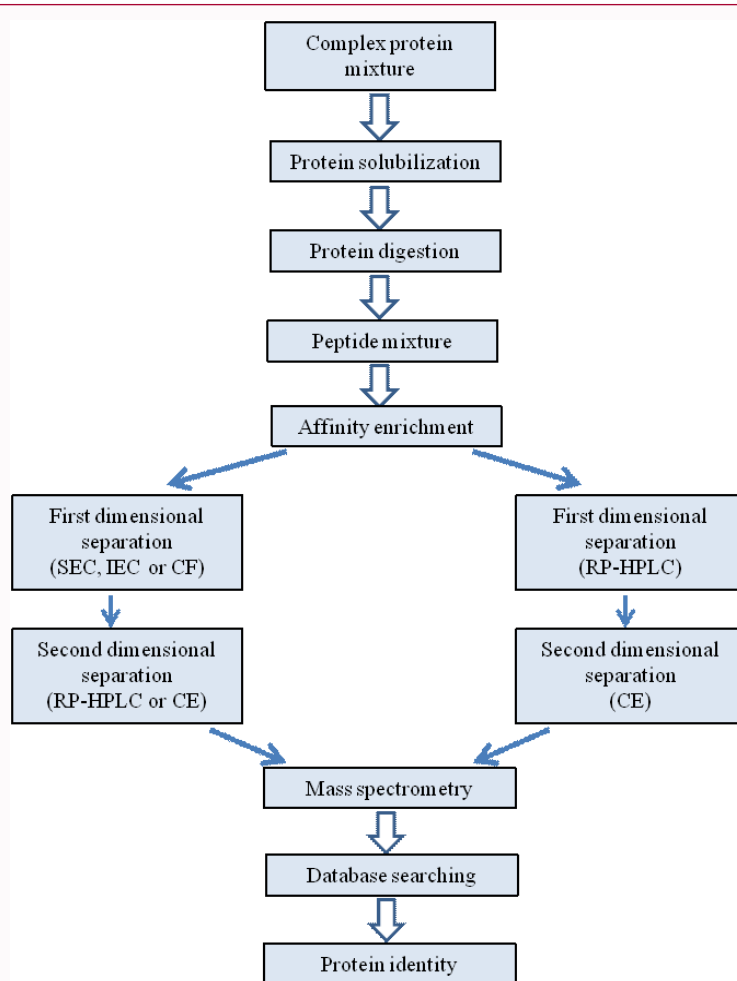 Complex protein
mixture
Protein solubilization
Protein digestion
Peptide mixture
Affinity enrichment
First dimensional
separation
(SEC, IEC or CF)
First dimensional
separation
(RP-HPLC)
Second dimensional
separation
(RP-HPLC or CE)
Second dimensional
separation
(CE)
Mass spectrometry
Database searching
Protein identity